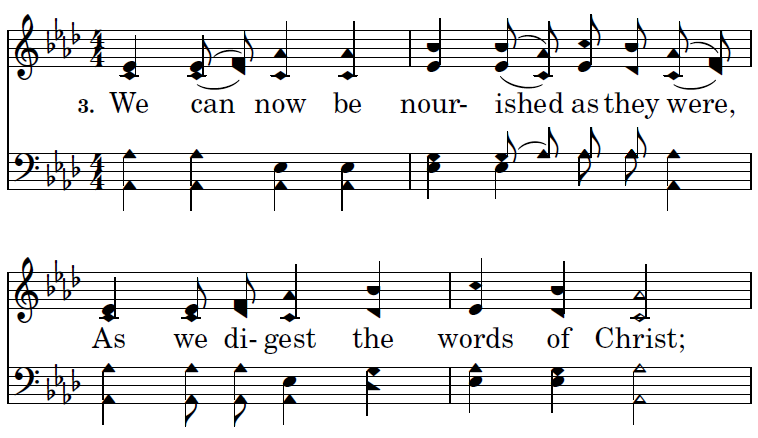 3. We can now be nour- ished as they were,
As we di- gest the words of Christ;